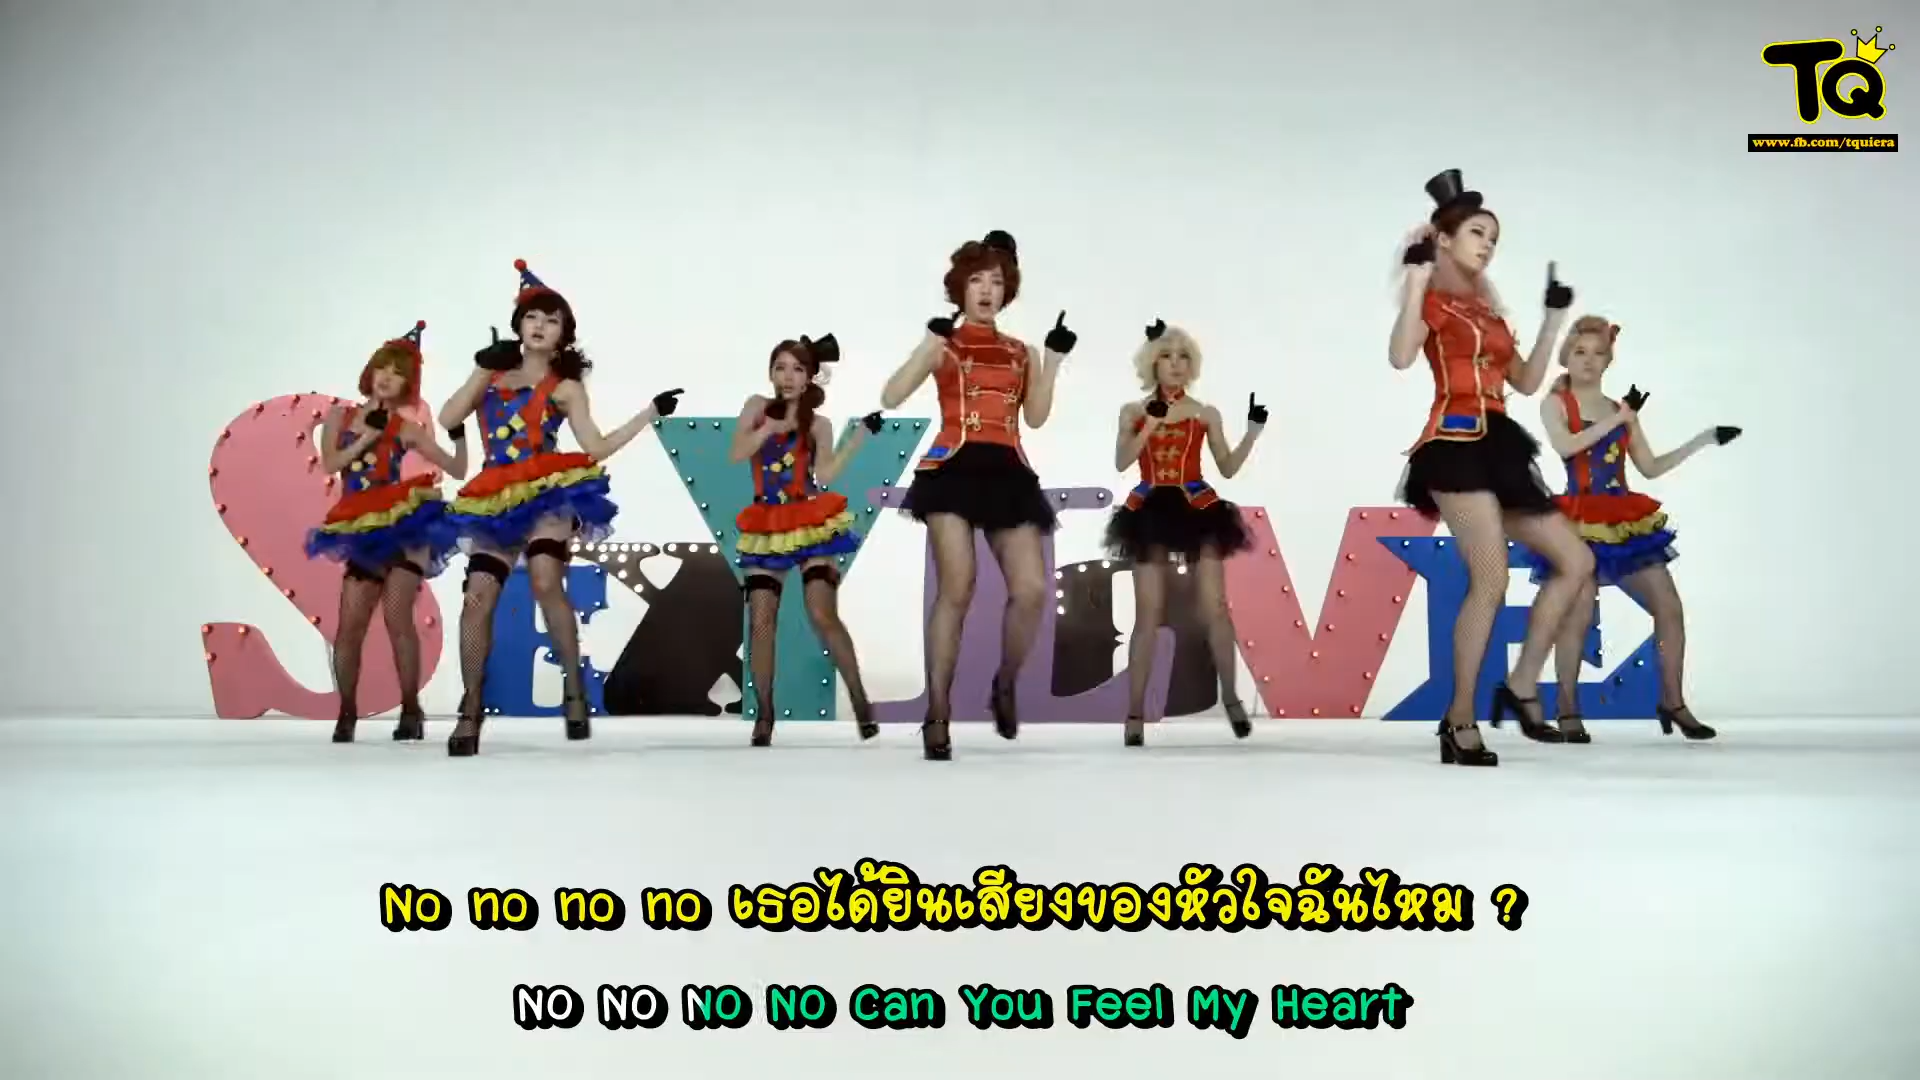 TQ
www.fb.com/tquiera
SEXY LOVE
No no no no เธอได้ยินเสียงของหัวใจฉันไหม ?
NO NO NO NO Can You Feel My Heart